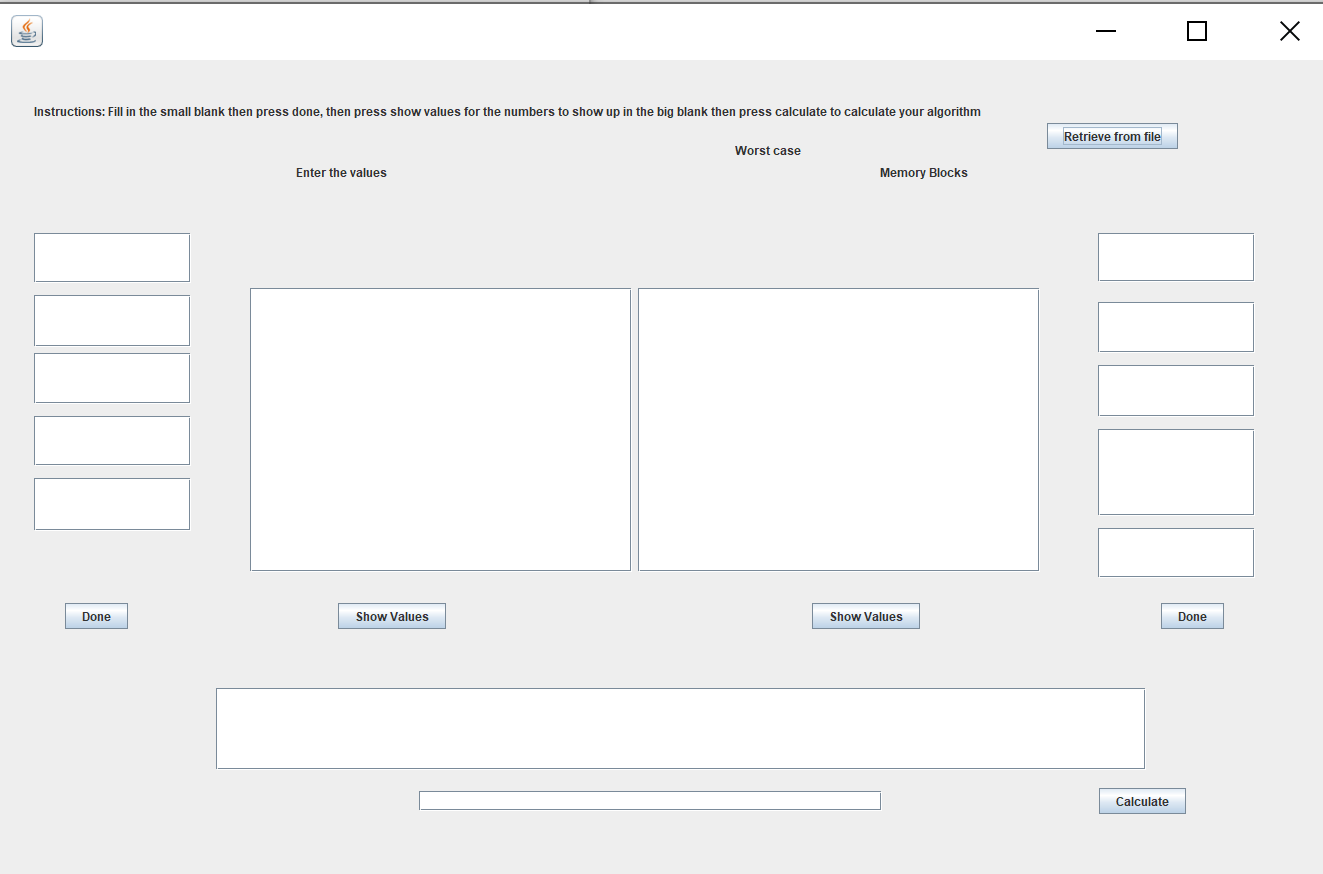 Instructions: Fill in the small blank then press done, then press show values for the numbers to show up in the big blank then press calculate to calculate your algorithm
Retrieve from file
Worst case
Enter the values
Memory Blocks
Done
Show Values
Show Values
Done
Calculate